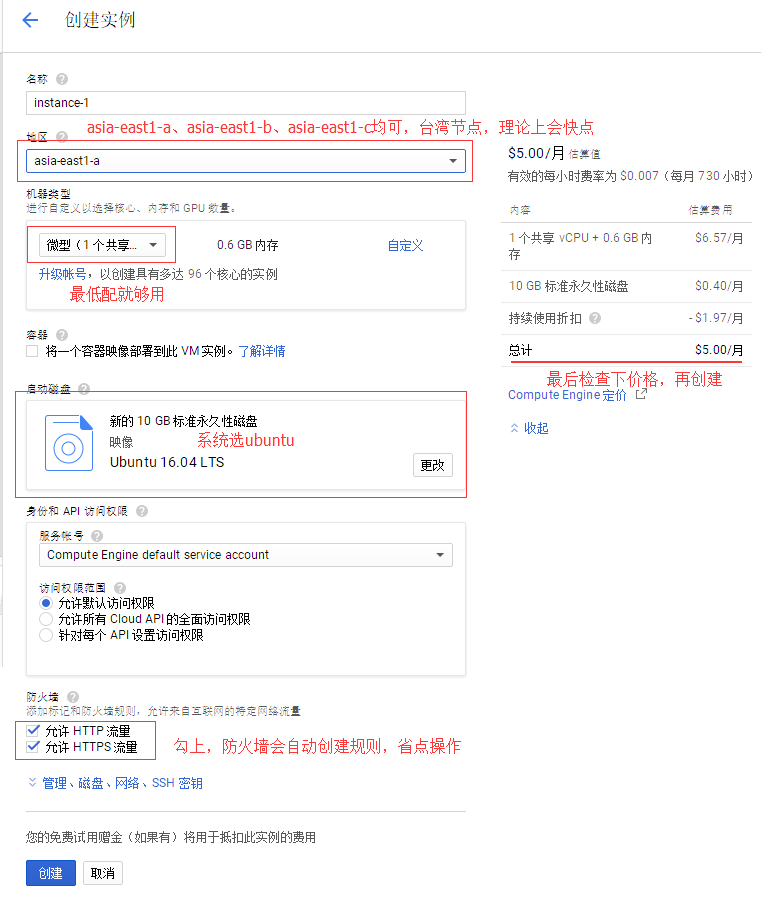 创建实例
名称
instance-1
asia-east1-a、asia-east1-b、asia-east1-c均可，台湾节点，理论上会快点
地区
asia-east1-a
机器类型
进行自定义以选择核心、内存和 GPU 数量。
微型（1 个共享... 0.6 GB 内存 自定义
升级帐号，以创建具有多达 96 个核心的实例
最低配就够用
容器
将一个容器映像部署到此 VM 实例。了解详情
启动磁盘
新的 10 GB 标准永久性磁盘
映像
系统选ubuntu
Ubuntu 16.04 LTS
更改
身份和 API 访问权限
服务帐号
Compute Engine default service account
访问权限范围
允许默认访问权限
允许所有 Cloud API 的全面访问权限
针对每个 API 设置访问权限
防火墙
添加标记和防火墙规则，允许来自互联网的特定网络流量
允许 HTTP 流量
允许 HTTPS 流量
勾上，防火墙会自动创建规则，省点操作
管理、磁盘、网络、SSH 密钥
您的免费试用赠金（如果有）将用于抵扣此实例的费用
创建 取消
$5.00/月 估算值
有效的每小时费率为 $0.007（每月 730 小时）
内容 估算费用
1 个共享 vCPU + 0.6 GB 内存 $6.57/月
10 GB 标准永久性磁盘 $0.40/月
持续使用折扣 - $1.97/月
总计 $5.00/月
最后检查下价格，再创建
Compute Engine 定价
收起